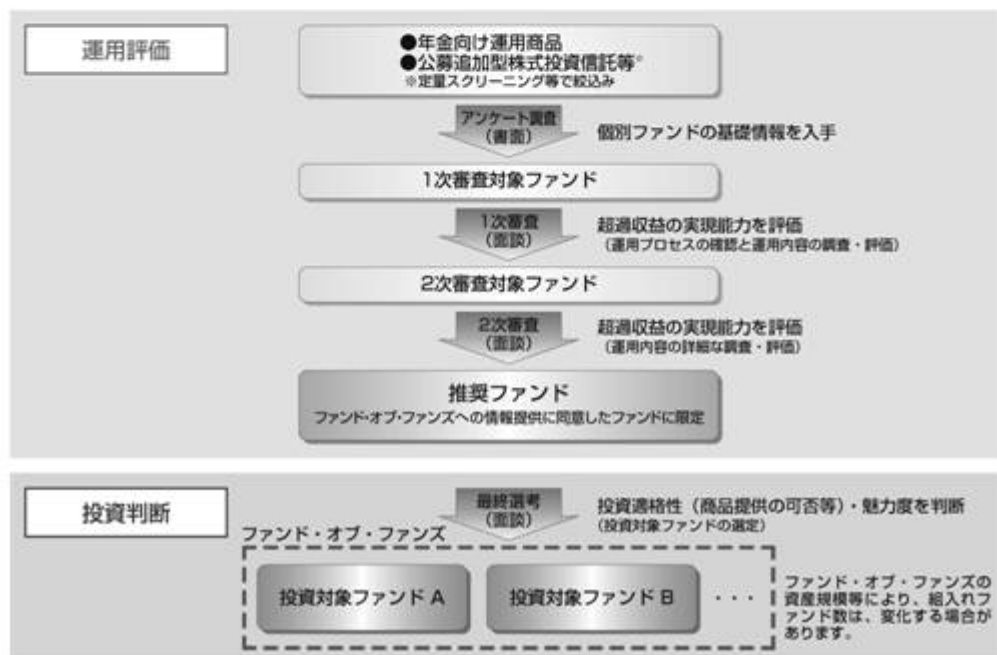 運用評価
●年金向け運用商品
●公募追加型株式投資信託等※
※定量スクリーニング等で絞込み
アンケート調査
(書面)
個別ファンドの基礎情報を入手
1次審査対象ファンド
1次審査
(面談)
超過収益の実現能力を評価
(運用プロセスの確認と運用内容の調査・評価)
2次審査対象ファンド
2次審査
(面談)
超過収益の実現能力を評価
(運用内容の詳細な調査・評価)
推奨ファンド
ファンド・オブ・ファンズへの情報提供に同意したファンドに限定
投資判断
最終選考
(面談)
投資適格性(商品提供の可否等)・魅力度を判断
(投資対象ファンドの選定)
ファンド・オブ・ファンズ
投資対象ファンド A
投資対象ファンド B
・・・
ファンド・オブ・ファンズの
資産規模等により、組入れフ
ァンド数は、変化する場合が
あります。